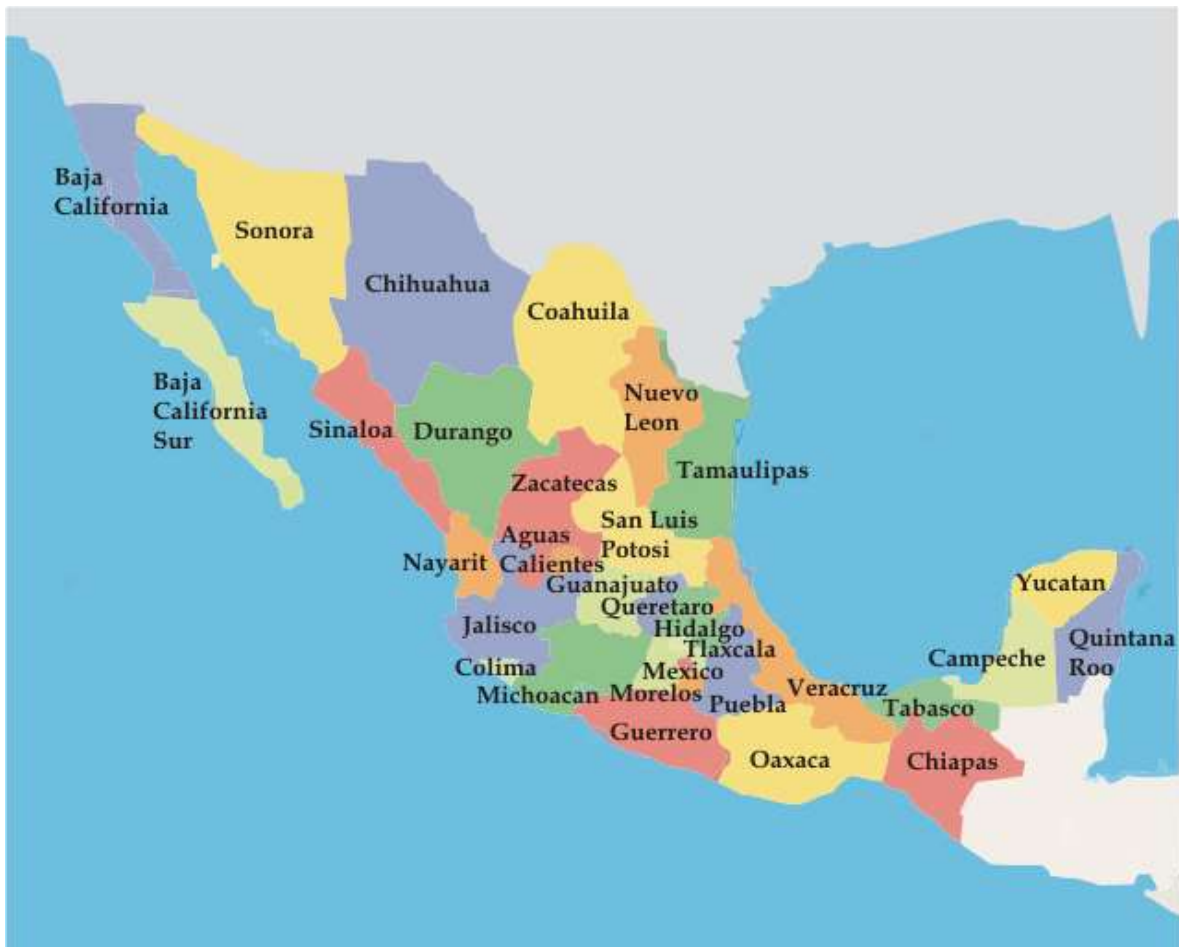 Baja
California
Sonora
Chihuahua
Coahuila
Baja
California
Sur
Sinaloa
Durango
Nuevo
Leon
Tamaulipas
Zacatecas
San Luis
Potosi
Aguas
Calientes
Nayarit
Guanajuato
Queretaro
Jalisco
Hidalgo
Tlaxcala
Colima
Mexico
Michoacan
Morelos
Puebla
Veracruz
Guerrero
Oaxaca
Tabasco
Chiapas
Campeche
Yucatan
Quintana
Roo